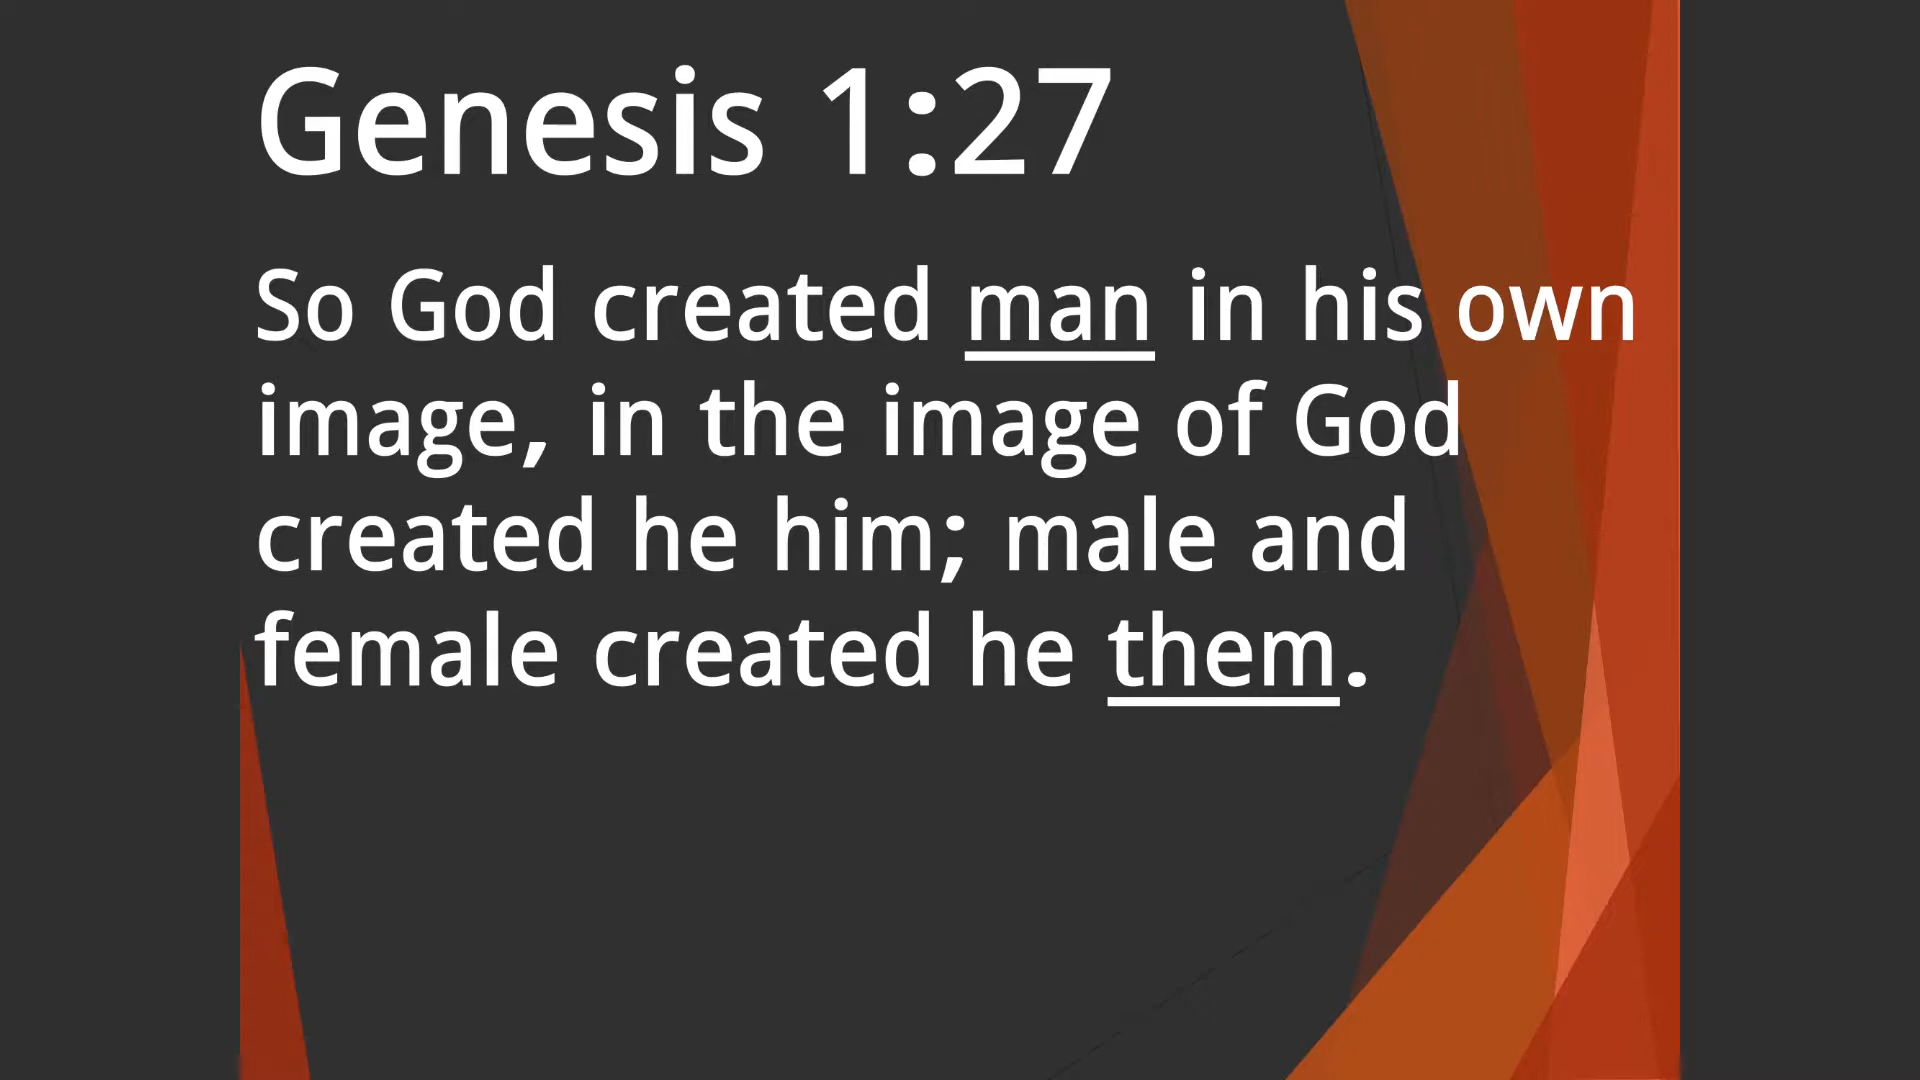 Genesis 1:27
So God created man in his own
image, in the image of God
created he him; male and
female created he them.